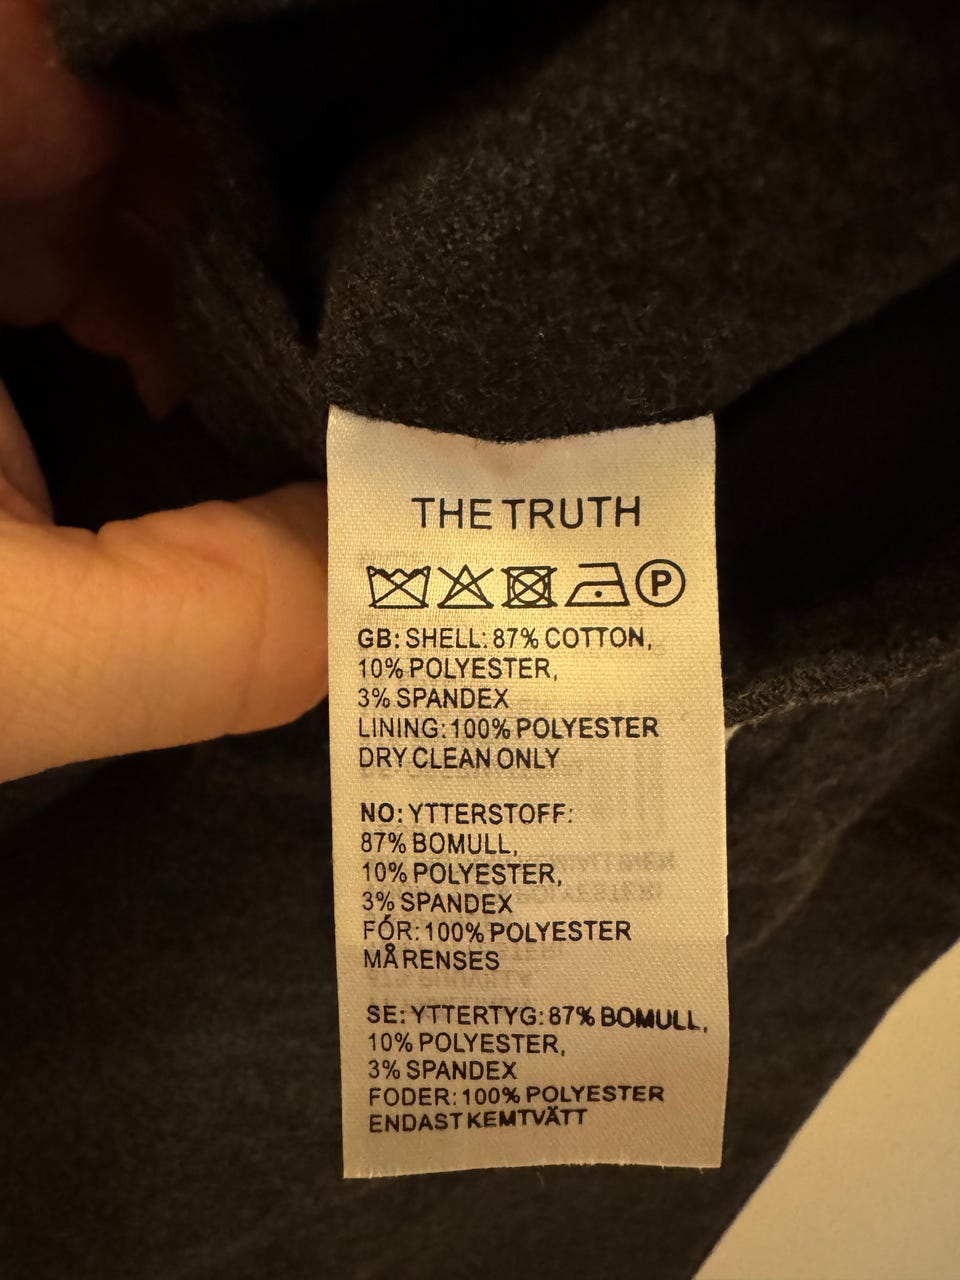 THE TRUTH
P
GB: SHELL: 87% COTTON,
10% POLYESTER,
3% SPANDEX
LINING: 100% POLYESTER
DRY CLEAN ONLY
NO: YTTERSTOFF:
87% BOMULL,
10% POLYESTER,
3% SPANDEX
FÓR: 100% POLYESTER
MÅ RENSES
SE: YTTERTYG: 87% BOMULL,
10% POLYESTER,
3% SPANDEX
FODER: 100% POLYESTER
ENDAST KEMTVÄTT